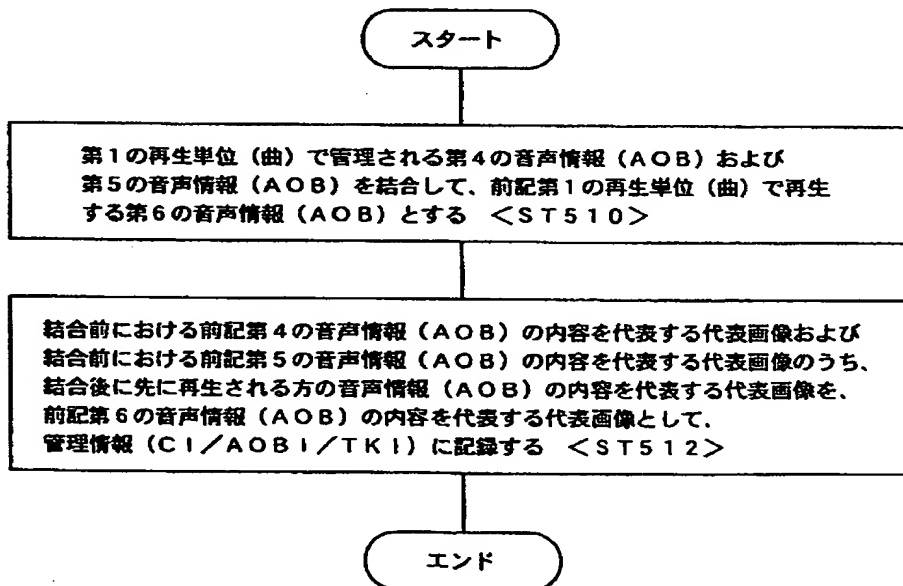 スタート
第1の再生単位（曲）で管理される第4の音声情報（AOB）および
第5の音声情報（AOB）を結合して、前記第1の再生単位（曲）で再生
する第6の音声情報（AOB）とする ＜ST510＞
結合前における前記第4の音声情報（AOB）の内容を代表する代表画像および
結合前における前記第5の音声情報（AOB）の内容を代表する代表画像のうち、
結合後に先に再生される方の音声情報（AOB）の内容を代表する代表画像を、
前記第6の音声情報（AOB）の内容を代表する代表画像として、
管理情報（CI／AOBI／TKI）に記録する ＜ST512＞
エンド